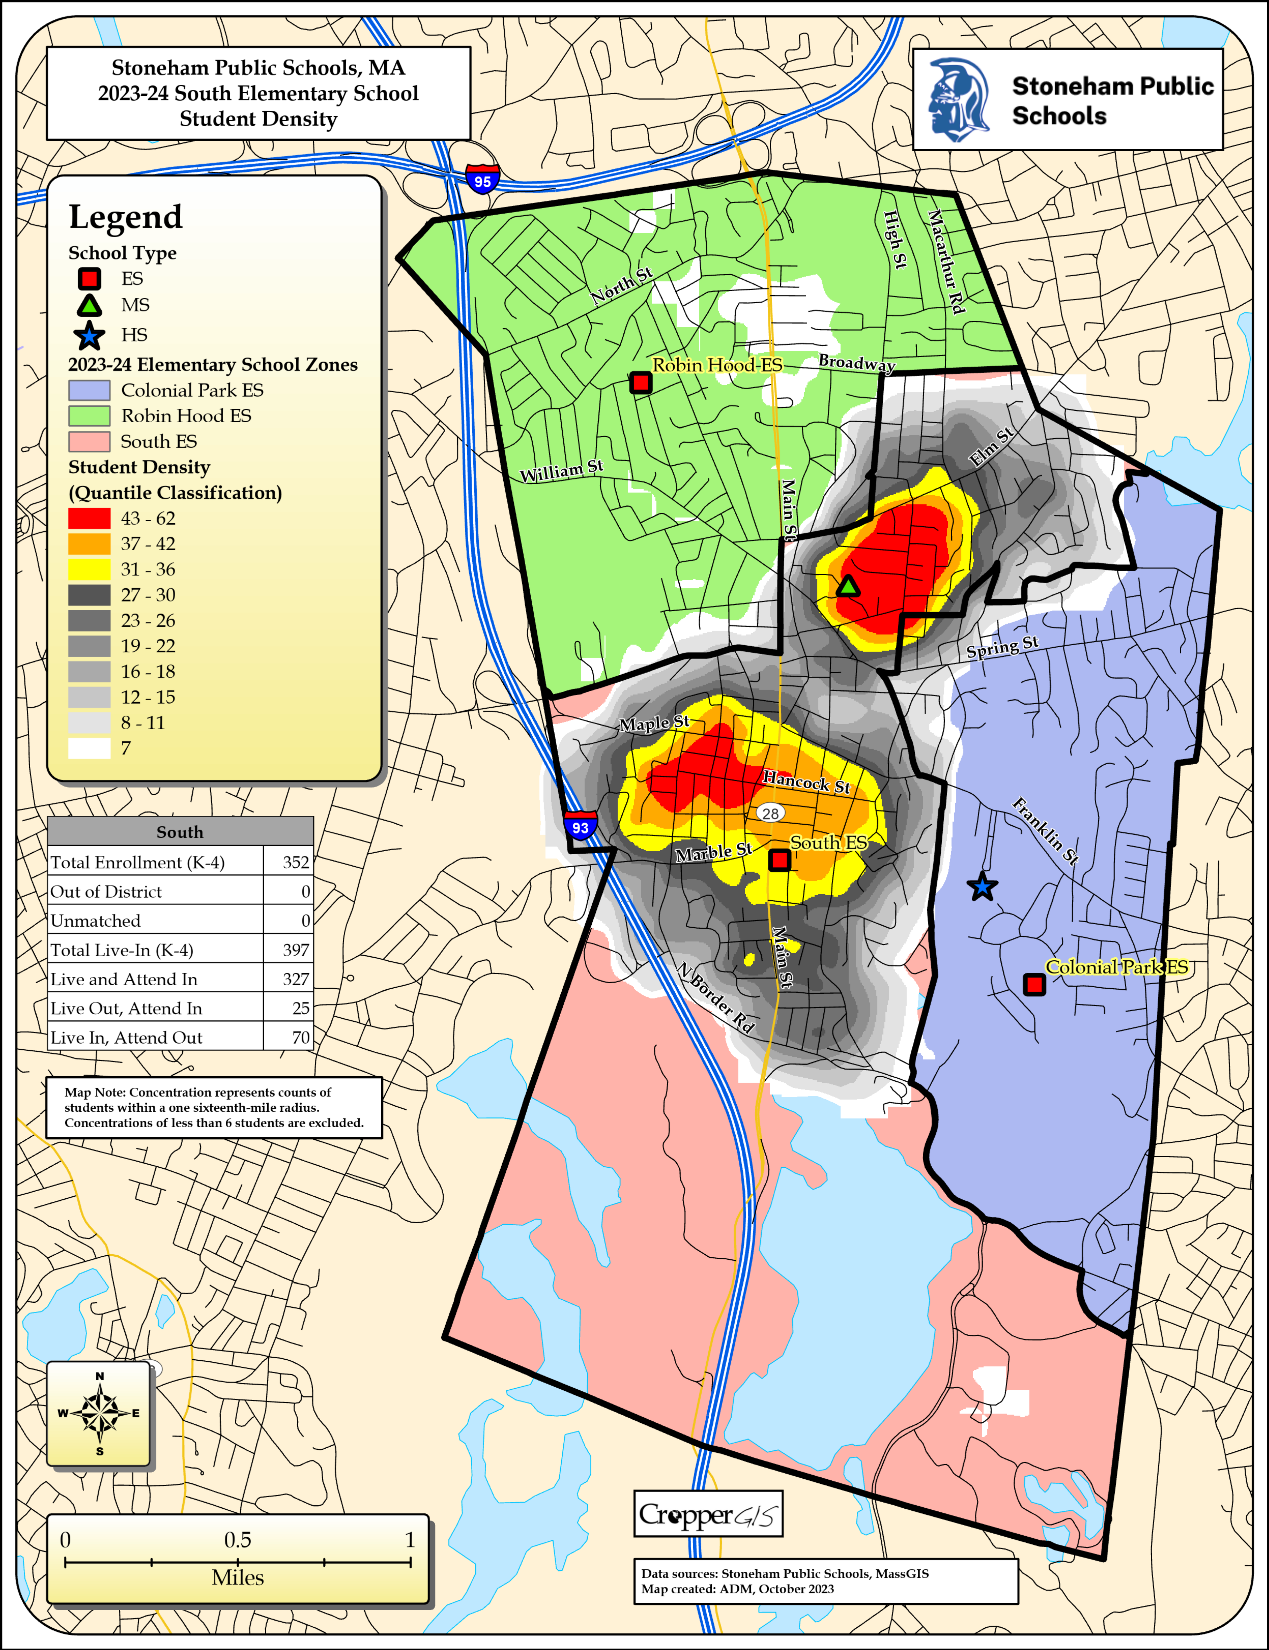 Stoneham Public Schools, MA
2023-24 South Elementary School
Student Density
Stoneham Public
Schools
95
Legend
School Type
ES
MS
HS
2023-24 Elementary School Zones
Colonial Park ES
Robin Hood ES
South ES
Student Density
(Quantile Classification)
43 - 62
37 - 42
31 - 36
27 - 30
23 - 26
19 - 22
16 - 18
12 - 15
8 - 11
7
High St
Macarthur Rd
North St
Robin Hood ES
Broadway
Elm St
William St
Main St
Spring St
Maple St
Hancock St
28
93
South ES
Marble St
Franklin St
Main St
N Border Rd
Colonial Park ES
South
Total Enrollment (K-4) 352
Out of District 0
Unmatched 0
Total Live-In (K-4) 397
Live and Attend In 327
Live Out, Attend In 25
Live In, Attend Out 70
Map Note: Concentration represents counts of
students within a one sixteenth-mile radius.
Concentrations of less than 6 students are excluded.
N
W E
S
0 0.5 1
Miles
Cropper GIS
Data sources: Stoneham Public Schools, MassGIS
Map created: ADM, October 2023